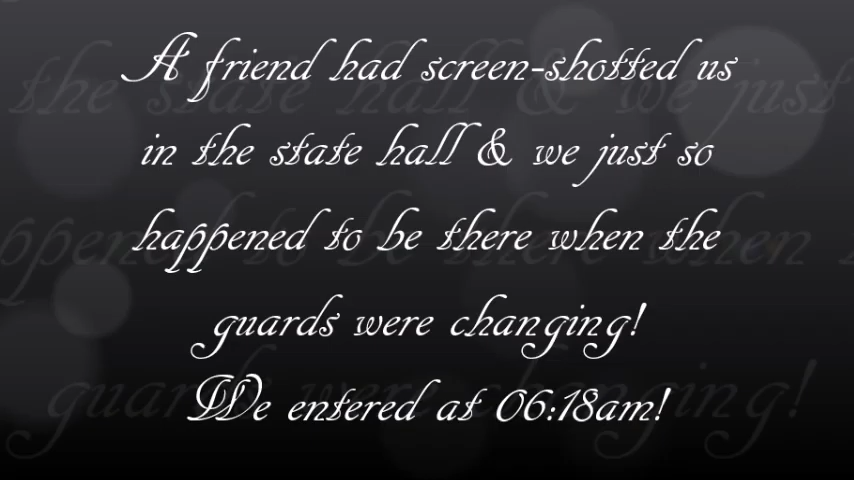 A friend had screen-shotted us
in the state hall & we just so
happened to be there when the
guards were changing!
We entered at 06:18am!